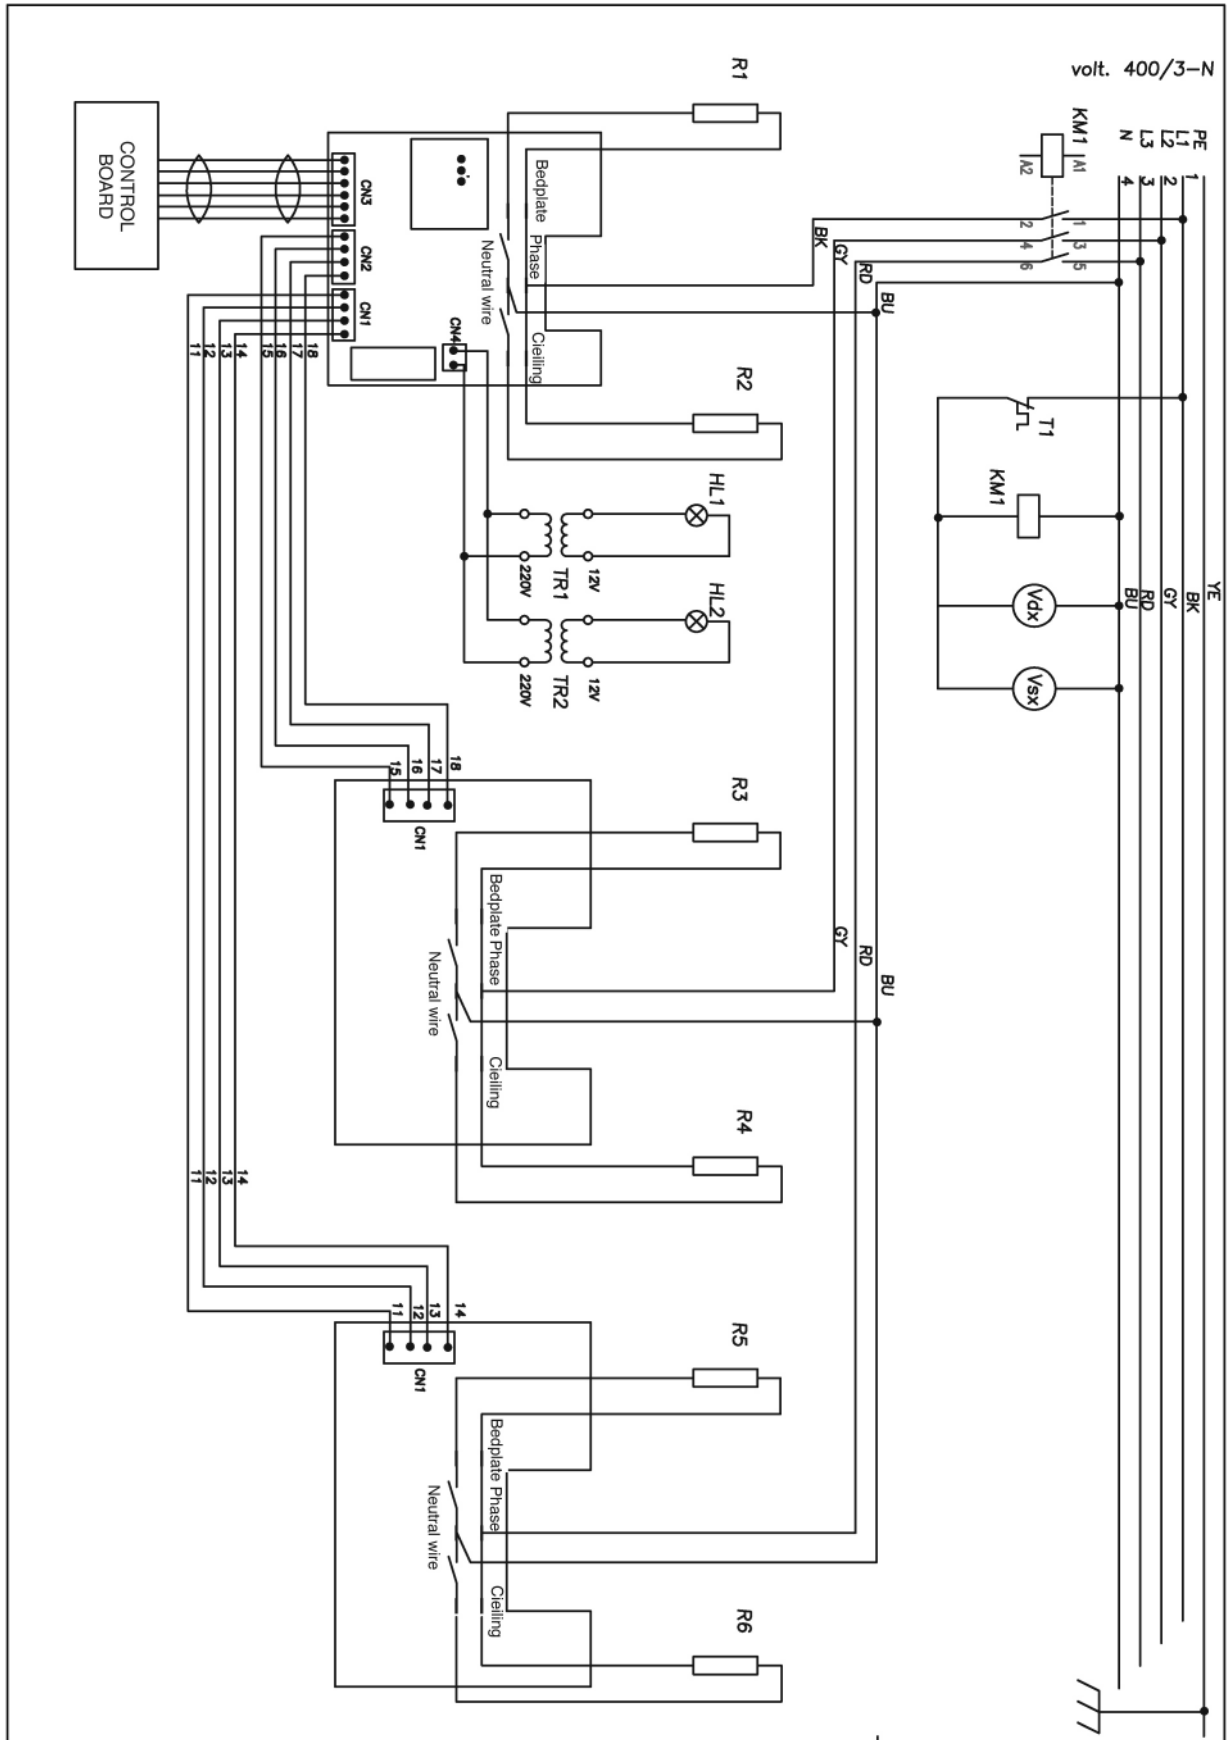 volt. 400/3-N
PE
L1
L2
L3
N
1
2
3
4
KM1
A1
A2
1
2
3
4
5
6
BK
GY
RD
BU
T1
KM1
Vdx
Vsx
YE
BK
GY
RD
BU
R1
Bedplate
Phase
Neutral wire
Cieiling
R2
CONTROL
BOARD
CN3
CN2
CN1
CN4
18
17
16
15
14
13
12
11
HL1
12V
TR1
220V
HL2
12V
TR2
220V
18
17
16
15
CN1
R3
Bedplate Phase
Neutral wire
Cieiling
R4
GY
RD
BU
14
13
12
11
14
13
12
11
CN1
R5
Bedplate Phase
Neutral wire
Cieiling
R6